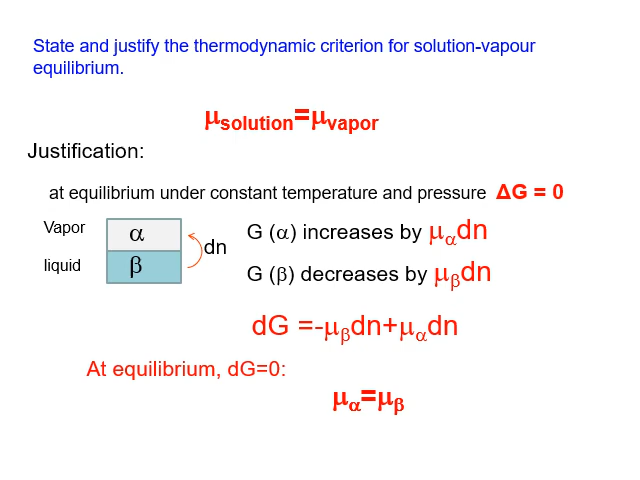 State and justify the thermodynamic criterion for solution-vapour
equilibrium.
μsolution=μvapor
Justification:
at equilibrium under constant temperature and pressure ΔG = 0
Vapor
α
liquid
β
dn
G (α) increases by μαdn
G (β) decreases by μβdn
dG =-μβdn+μαdn
At equilibrium, dG=0:
μα=μβ